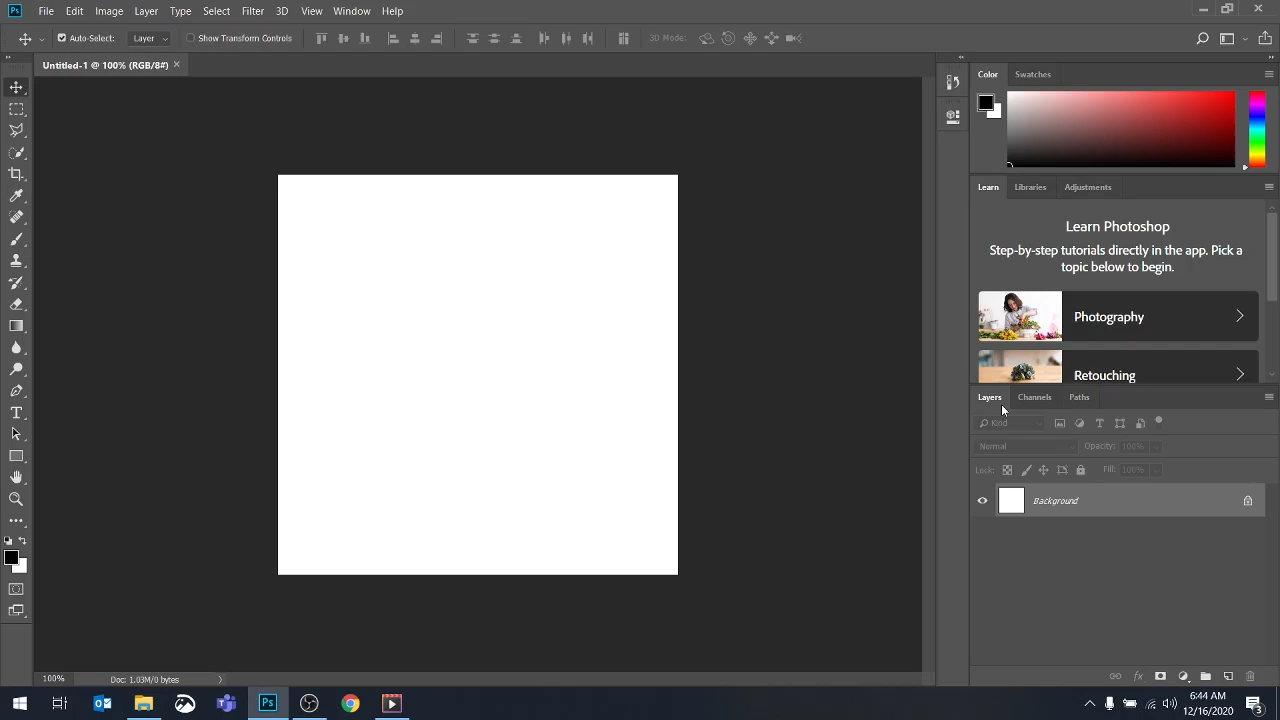 Ps File Edit Image Layer Type Select Filter 3D View Window Help
Auto-Select: Layer Show Transform Controls 3D Mode:
Untitled-1 @ 100% (RGB/8#)
Color Swatches
Learn Libraries Adjustments
Learn Photoshop
Step-by-step tutorials directly in the app. Pick a
topic below to begin.
Photography
Retouching
Layers Channels Paths
Kind
Normal Opacity: 100%
Lock: Fill: 100%
Background
100% Doc: 1.03M/0 bytes
Ps
6:44 AM
12/16/2020
3